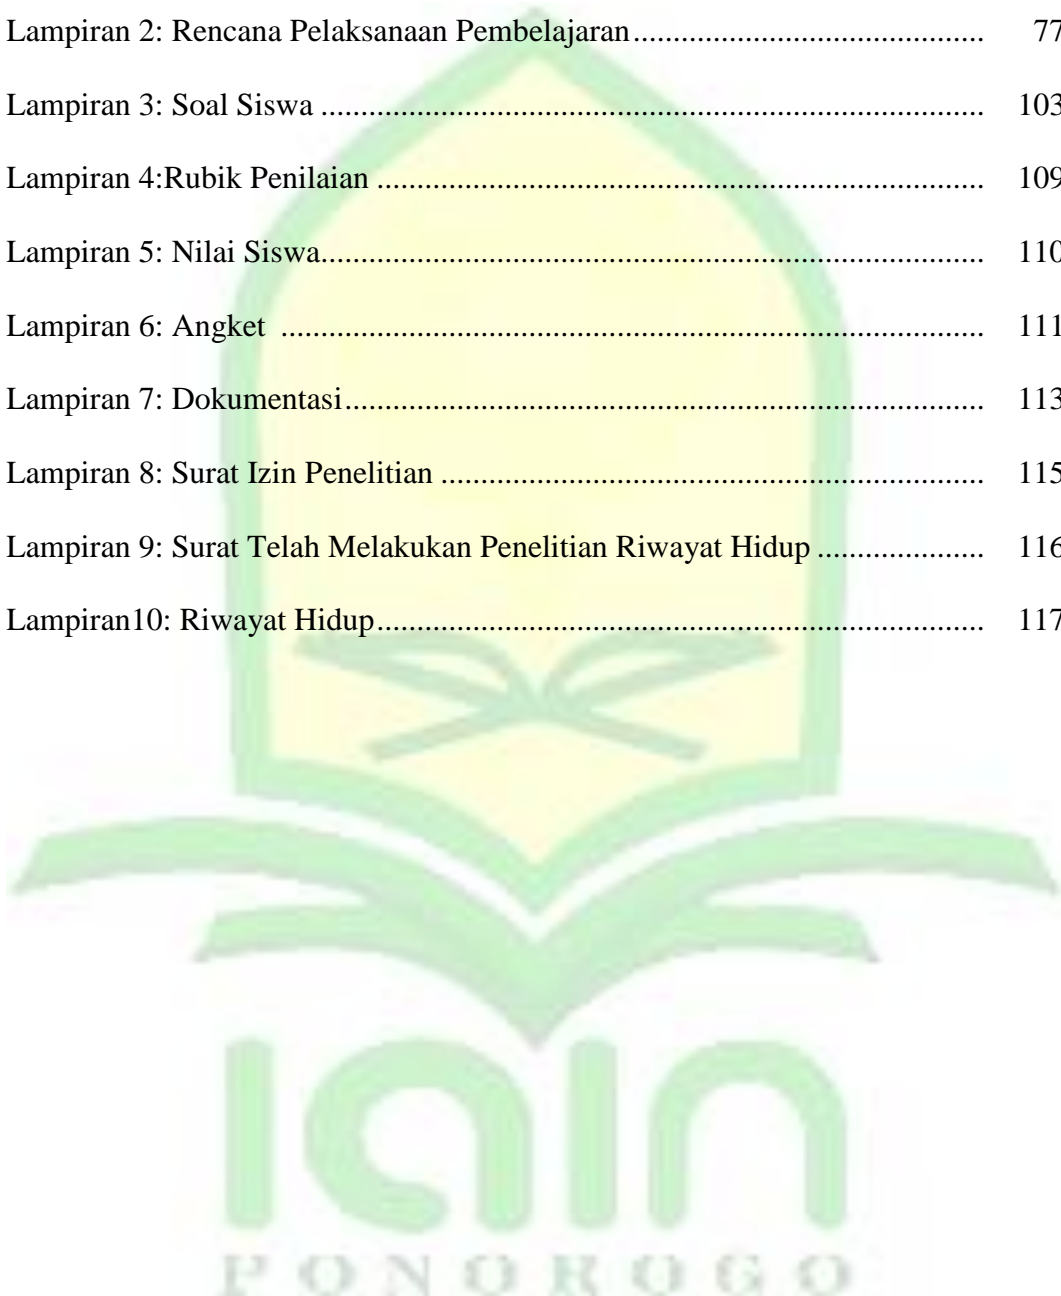 Lampiran 2: Rencana Pelaksanaan Pembelajaran ............................................. 77
Lampiran 3: Soal Siswa ..................................................................................... 103
Lampiran 4:Rubik Penilaian .............................................................................. 109
Lampiran 5: Nilai Siswa..................................................................................... 110
Lampiran 6: Angket .......................................................................................... 111
Lampiran 7: Dokumentasi.................................................................................. 113
Lampiran 8: Surat Izin Penelitian ...................................................................... 115
Lampiran 9: Surat Telah Melakukan Penelitian Riwayat Hidup ..................... 116
Lampiran10: Riwayat Hidup.............................................................................. 117
iain
PONOROGO